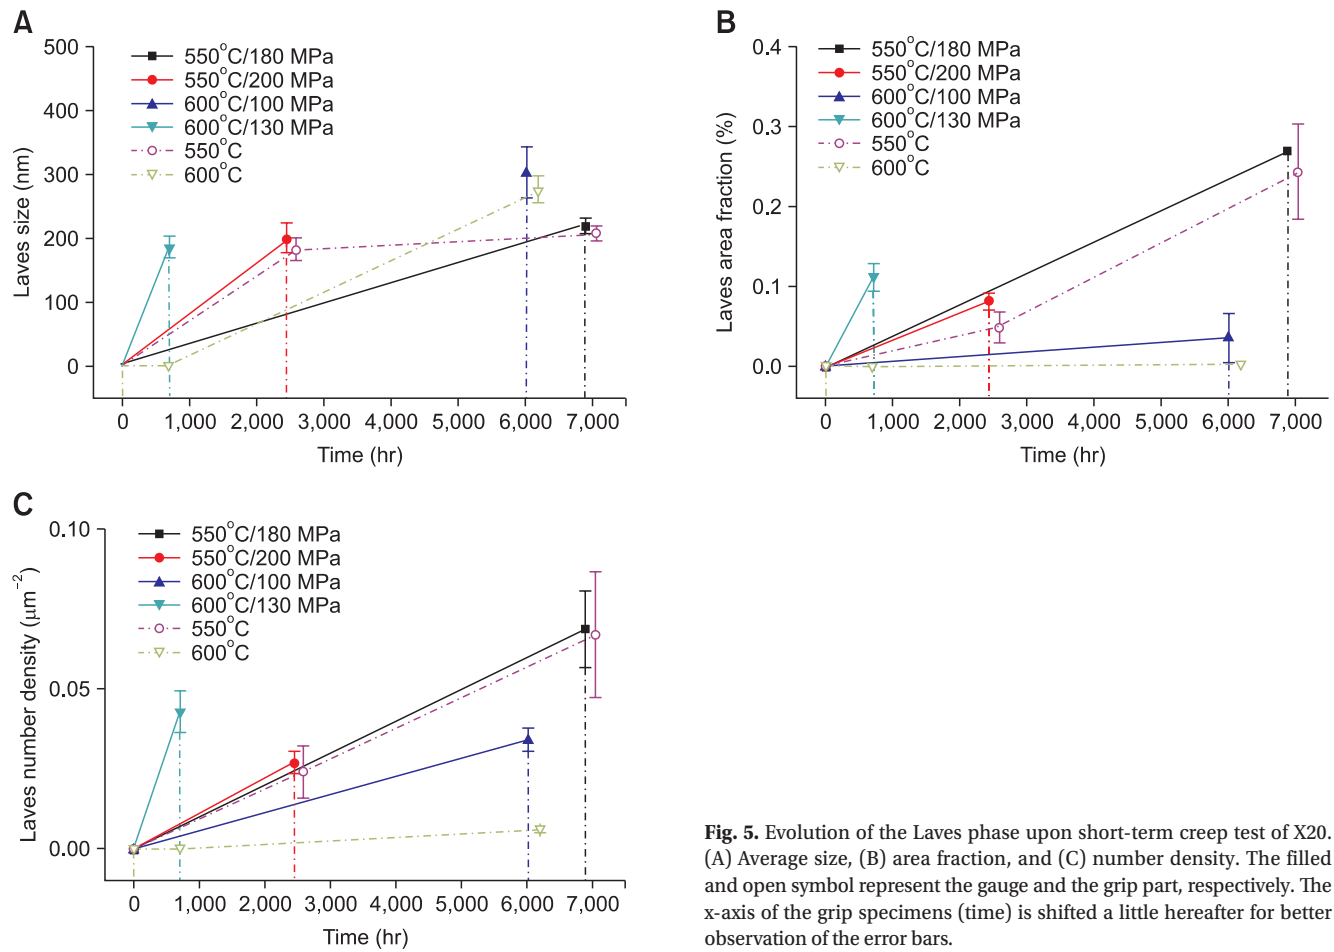 A
500
400
300
200
100
0
Laves size (nm)
550°C/180 MPa
550°C/200 MPa
600°C/100 MPa
600°C/130 MPa
550°C
600°C
0 1,000 2,000 3,000 4,000 5,000 6,000 7,000
Time (hr)
B
0.4
0.3
0.2
0.1
0.0
Laves area fraction (%)
550°C/180 MPa
550°C/200 MPa
600°C/100 MPa
600°C/130 MPa
550°C
600°C
0 1,000 2,000 3,000 4,000 5,000 6,000 7,000
Time (hr)
C
0.10
0.05
0.00
Laves number density (μm⁻²)
550°C/180 MPa
550°C/200 MPa
600°C/100 MPa
600°C/130 MPa
550°C
600°C
0 1,000 2,000 3,000 4,000 5,000 6,000 7,000
Time (hr)
Fig. 5. Evolution of the Laves phase upon short-term creep test of X20.
(A) Average size, (B) area fraction, and (C) number density. The filled
and open symbol represent the gauge and the grip part, respectively. The
x-axis of the grip specimens (time) is shifted a little hereafter for better
observation of the error bars.